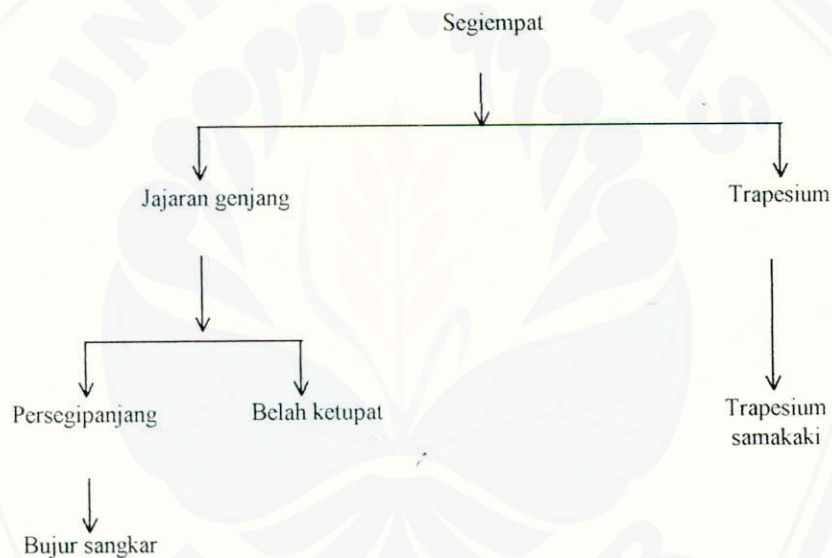 Segiempat
Jajaran genjang
Trapesium
Persegipanjang
Belah ketupat
Trapesium
samakaki
Bujur sangkar